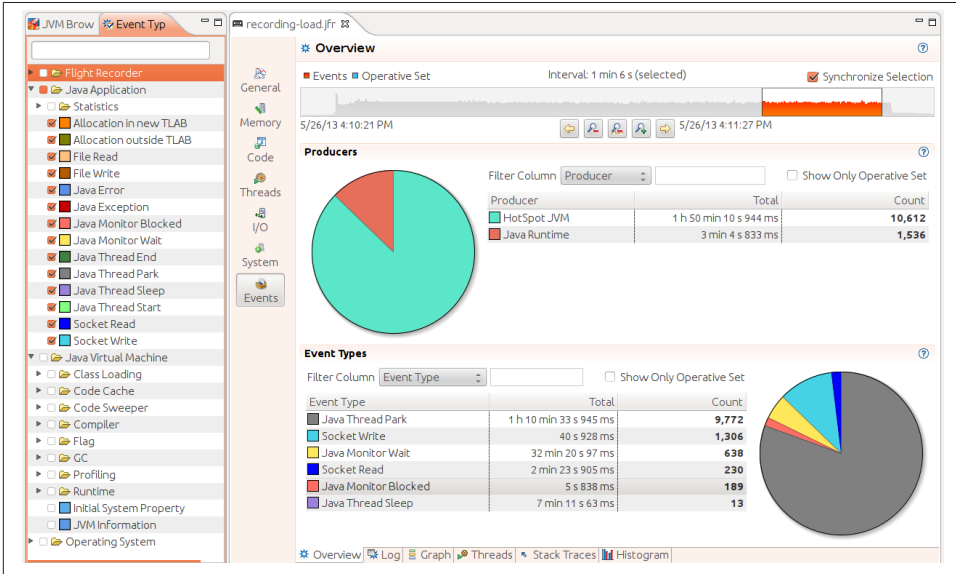 JVM Brow
Event Typ
Flight Recorder
Java Application
Statistics
Allocation in new TLAB
Allocation outside TLAB
File Read
File Write
Java Error
Java Exception
Java Monitor Blocked
Java Monitor Wait
Java Thread End
Java Thread Park
Java Thread Sleep
Java Thread Start
Socket Read
Socket Write
Java Virtual Machine
Class Loading
Code Cache
Code Sweeper
Compiler
Flag
GC
Profiling
Runtime
Initial System Property
JVM Information
Operating System
recording-load.jfr
General
Memory
Code
Threads
I/O
System
Events
Overview
Events Operative Set Interval: 1 min 6 s (selected) Synchronize Selection
5/26/13 4:10:21 PM 5/26/13 4:11:27 PM
Producers
Filter Column Producer Show Only Operative Set
Producer Total Count
HotSpot JVM 1 h 50 min 10 s 944 ms 10,612
Java Runtime 3 min 4 s 833 ms 1,536
Event Types
Filter Column Event Type Show Only Operative Set
Event Type Total Count
Java Thread Park 1 h 10 min 33 s 945 ms 9,772
Socket Write 40 s 928 ms 1,306
Java Monitor Wait 32 min 20 s 97 ms 638
Socket Read 2 min 23 s 905 ms 230
Java Monitor Blocked 5 s 838 ms 189
Java Thread Sleep 7 min 11 s 63 ms 13
Overview Log Graph Threads Stack Traces Histogram